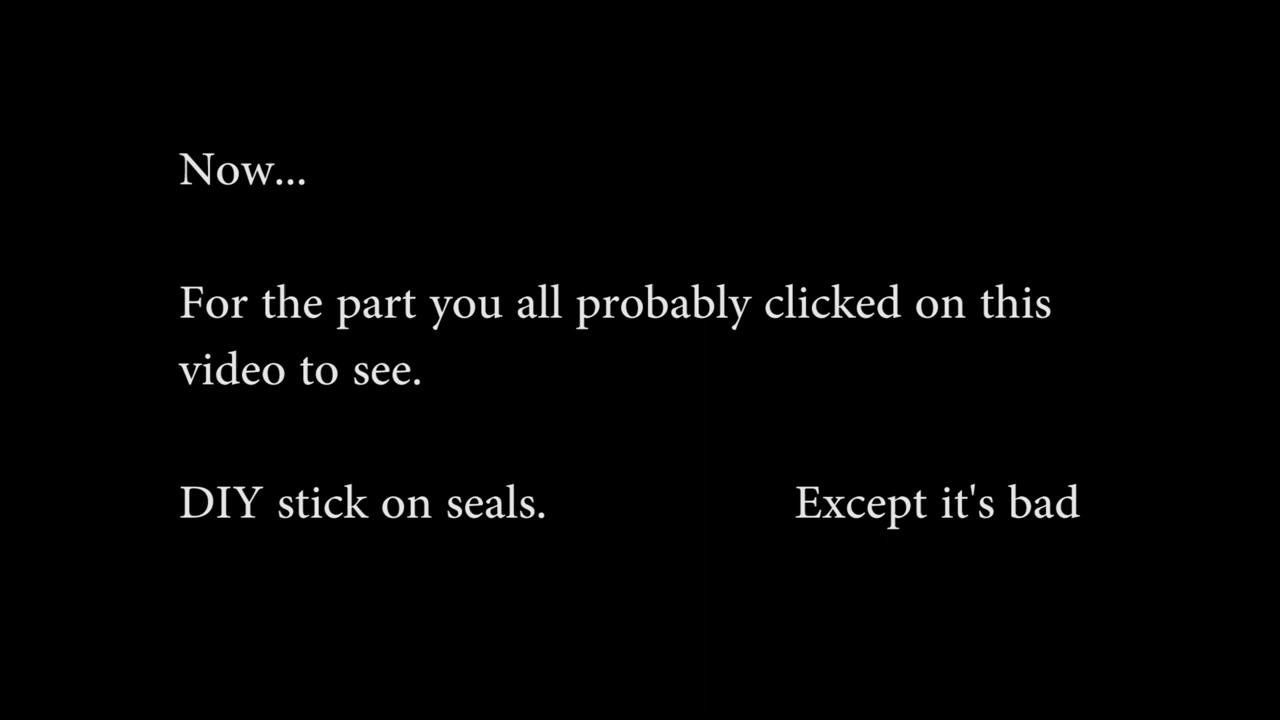 Now...
For the part you all probably clicked on this
video to see.
DIY stick on seals. Except it's bad